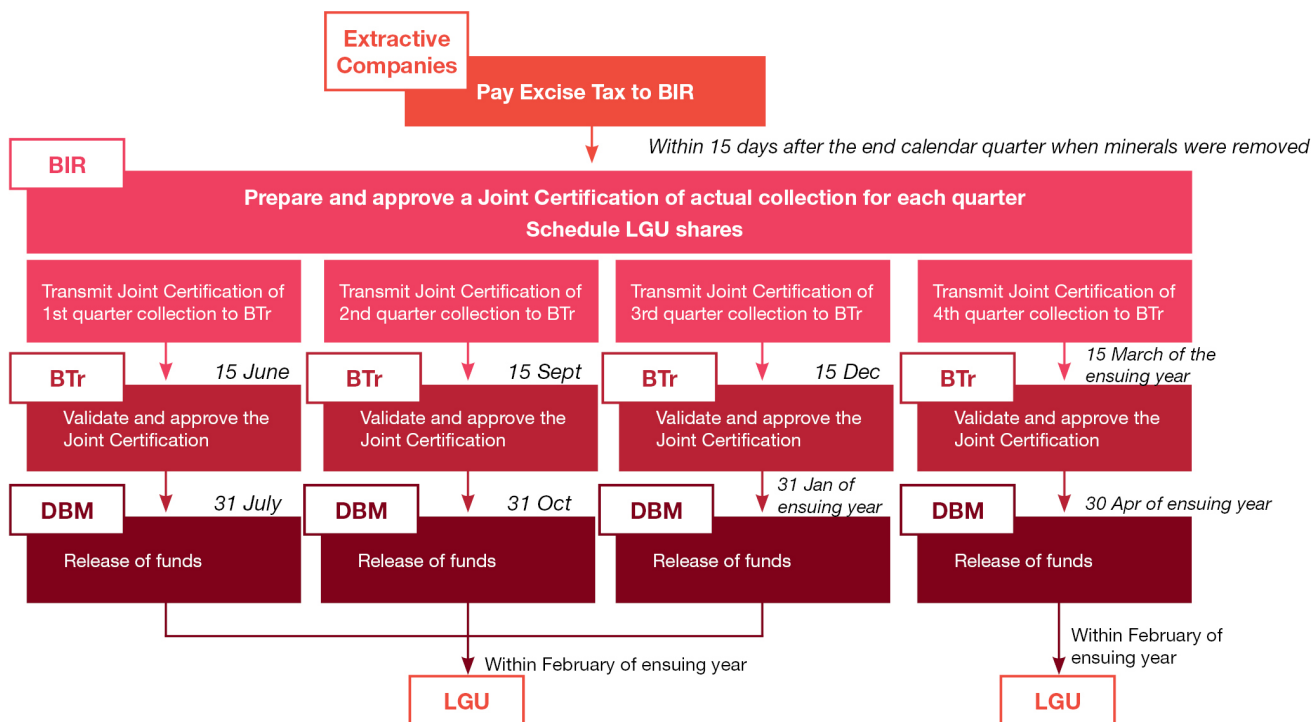 Extractive
Companies
Pay Excise Tax to BIR
Within 15 days after the end calendar quarter when minerals were removed
BIR
Prepare and approve a Joint Certification of actual collection for each quarter
Schedule LGU shares
Transmit Joint Certification of
1st quarter collection to BTr
Transmit Joint Certification of
2nd quarter collection to BTr
Transmit Joint Certification of
3rd quarter collection to BTr
Transmit Joint Certification of
4th quarter collection to BTr
BTr
15 June
BTr
15 Sept
BTr
15 Dec
BTr
15 March of the
ensuing year
Validate and approve the
Joint Certification
Validate and approve the
Joint Certification
Validate and approve the
Joint Certification
Validate and approve the
Joint Certification
DBM
31 July
DBM
31 Oct
DBM
31 Jan of
ensuing year
DBM
30 Apr of ensuing year
Release of funds
Release of funds
Release of funds
Release of funds
Within February of ensuing year
Within February of
ensuing year
LGU
LGU